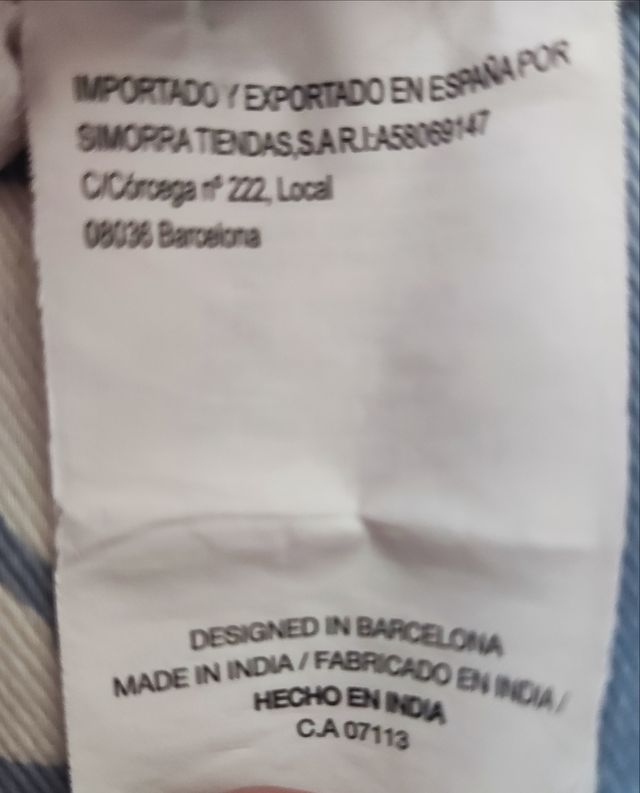 IMPORTADO Y EXPORTADO EN ESPAÑA POR
SIMORRA TIENDAS,S.A R.I:A58069147
C/Córcega nº 222, Local
08036 Barcelona
DESIGNED IN BARCELONA
MADE IN INDIA / FABRICADO EN INDIA /
HECHO EN INDIA
C.A 07113